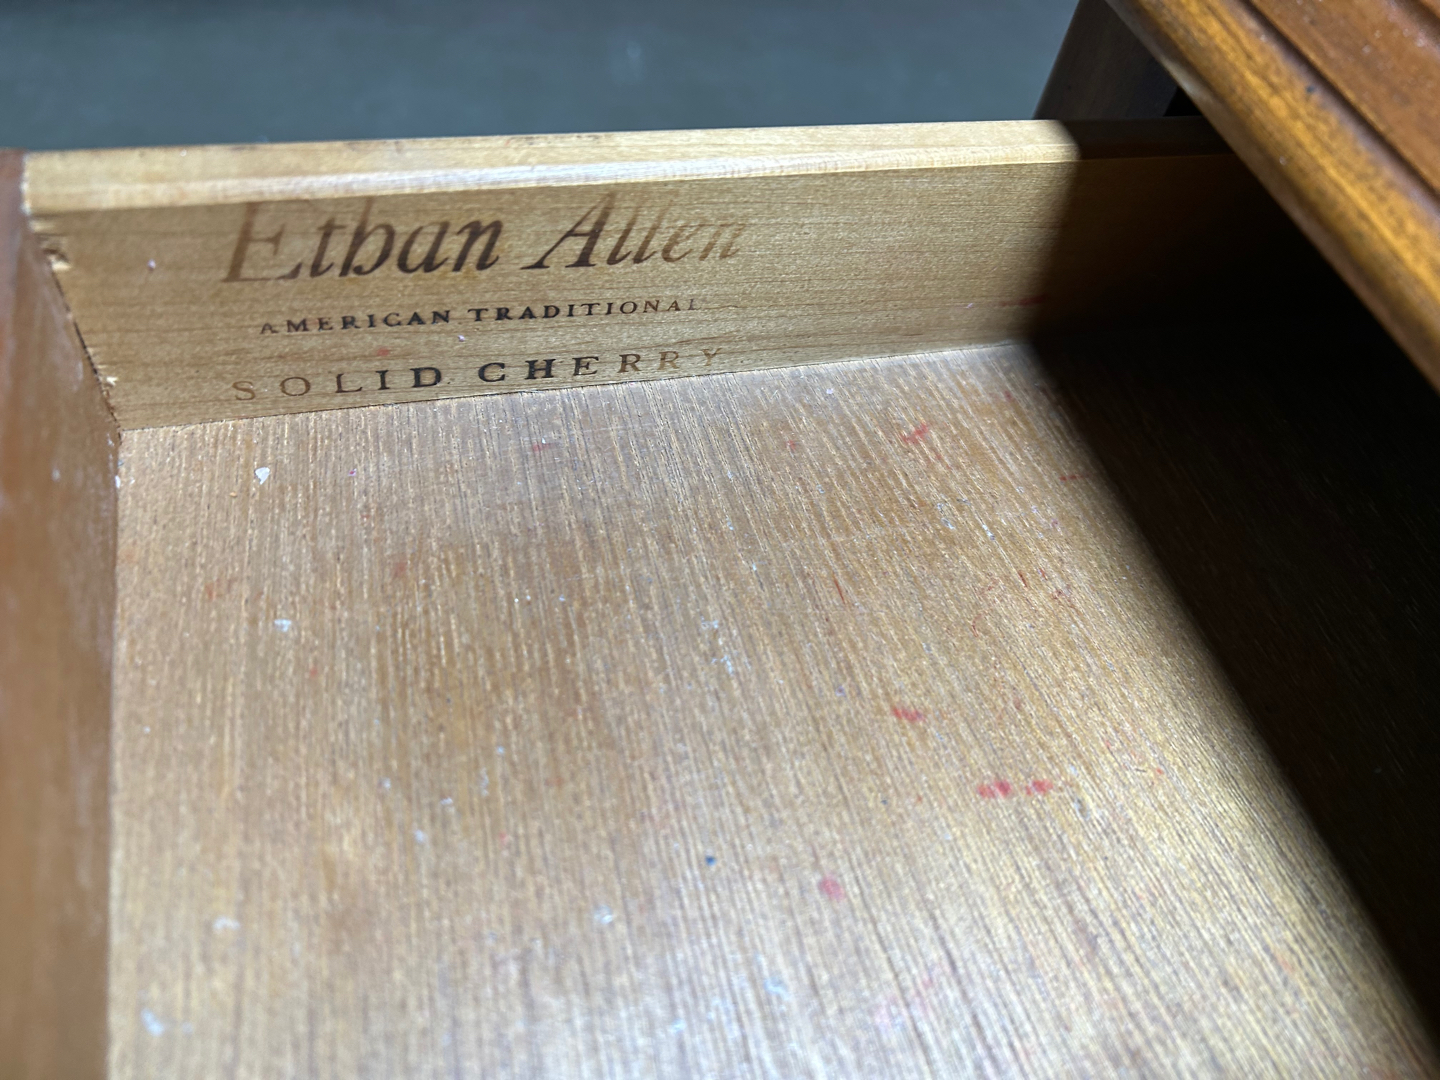 Ethan Allen
AMERICAN TRADITIONAL
SOLID CHERRY